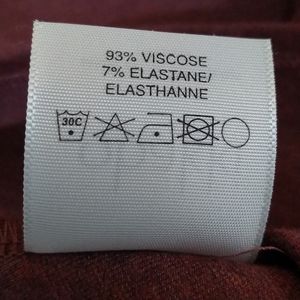 93% VISCOSE
7% ELASTANE/
ELASTHANNE
30C